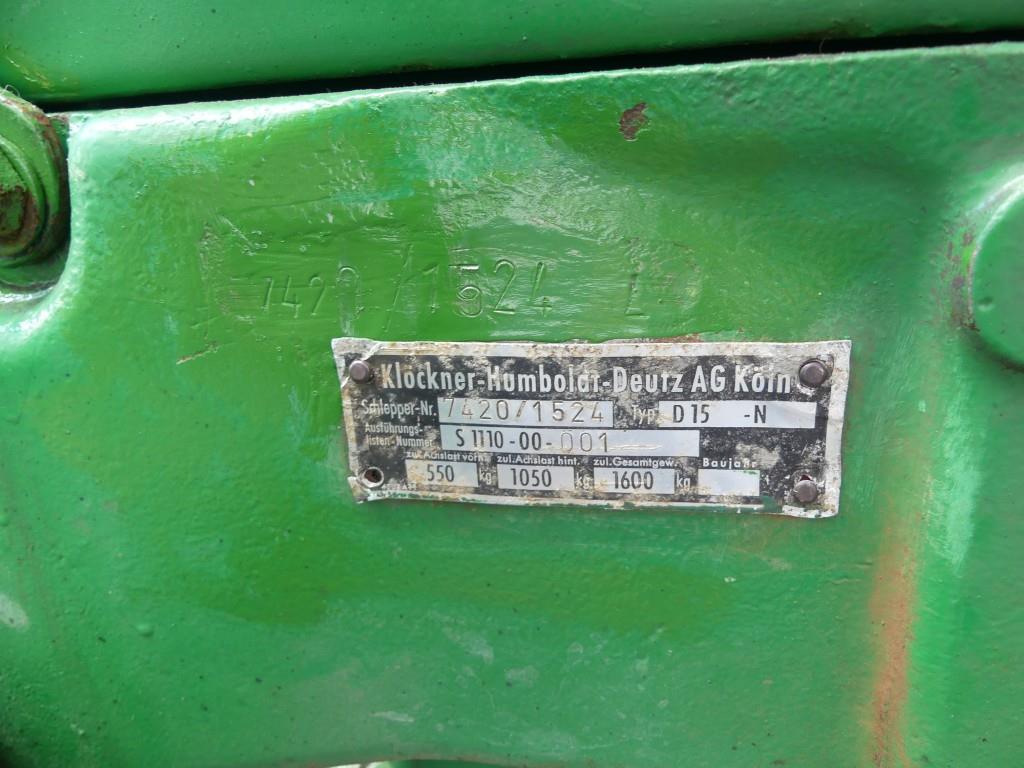 7420/1524 L
Klöckner-Humboldt-Deutz AG Köln
Schlepper-Nr. 7420/1524 Typ D 15 -N
Ausführungs-
listen-Nummer S 1110-00-001
zul. Achslast vorn. zul. Achslast hint. zul. Gesamtgew. Baujahr
550 kg 1050 kg 1600 kg